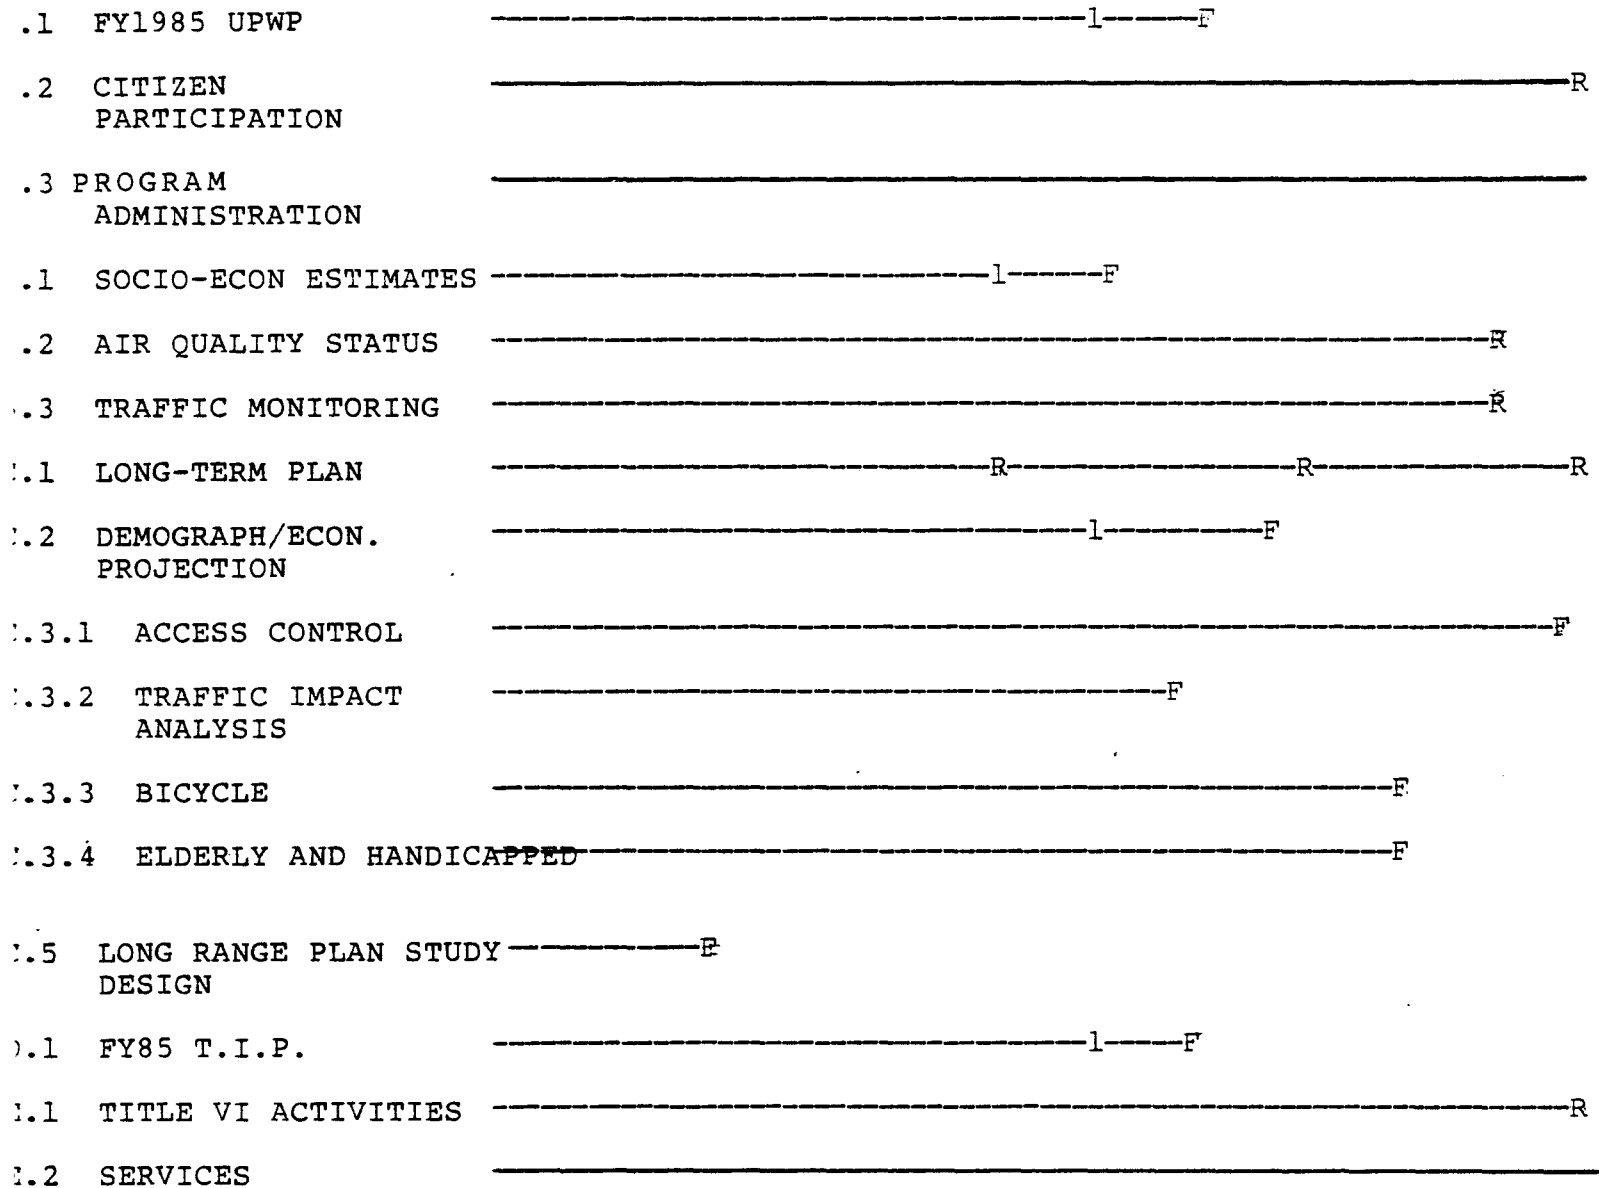 .1 FY1985 UPWP 1 F
.2 CITIZEN R
PARTICIPATION
.3 PROGRAM
ADMINISTRATION
.1 SOCIO-ECON ESTIMATES 1 F
.2 AIR QUALITY STATUS R
.3 TRAFFIC MONITORING R
.1 LONG-TERM PLAN R R R
.2 DEMOGRAPH/ECON. 1 F
PROJECTION
.3.1 ACCESS CONTROL F
.3.2 TRAFFIC IMPACT F
ANALYSIS
.3.3 BICYCLE F
.3.4 ELDERLY AND HANDICAPPED F
.5 LONG RANGE PLAN STUDY
DESIGN
.1 FY85 T.I.P. 1 F
.1 TITLE VI ACTIVITIES R
.2 SERVICES